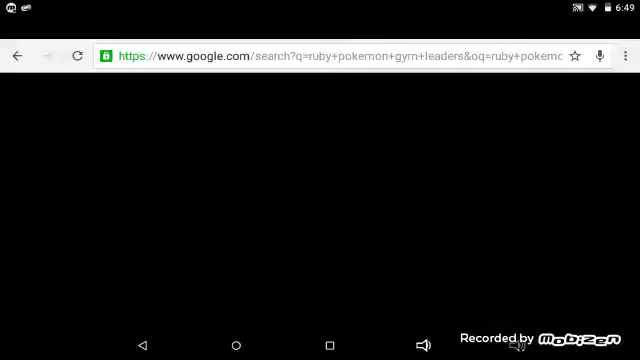 6:49
https://www.google.com/search?q=ruby+pokemon+gym+leaders&oq=ruby+pokemo
Recorded by Mobizen